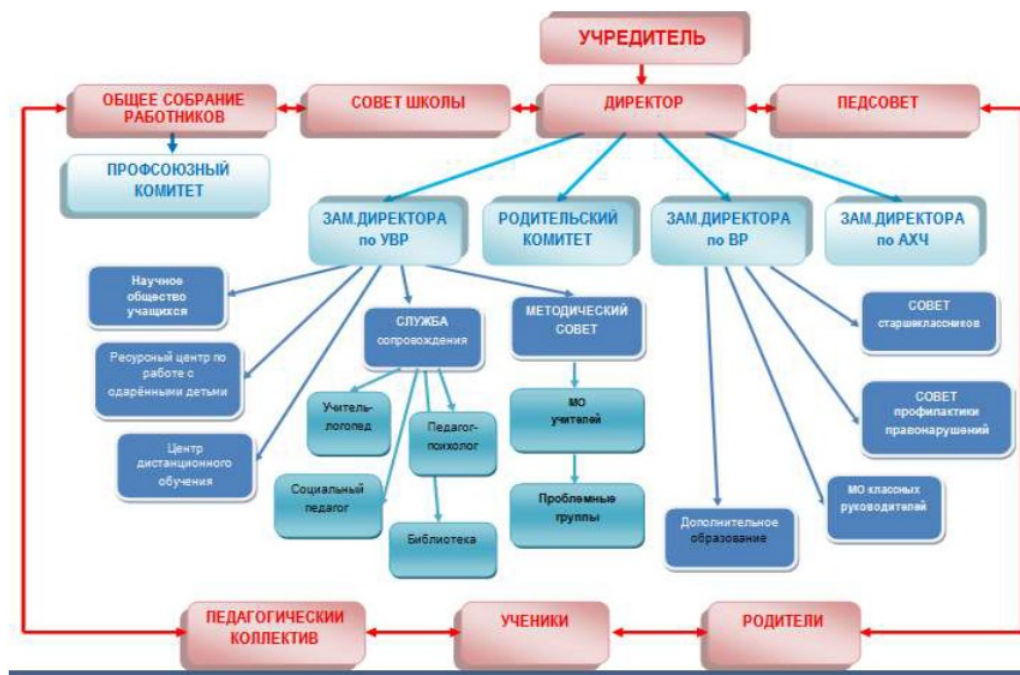 УЧРЕДИТЕЛЬ
ОБЩЕЕ СОБРАНИЕ
РАБОТНИКОВ
СОВЕТ ШКОЛЫ
ДИРЕКТОР
ПЕДСОВЕТ
ПРОФСОЮЗНЫЙ
КОМИТЕТ
ЗАМ.ДИРЕКТОРА
по УВР
РОДИТЕЛЬСКИЙ
КОМИТЕТ
ЗАМ.ДИРЕКТОРА
по ВР
ЗАМ.ДИРЕКТОРА
по АХЧ
Научное
общество
учащихся
СЛУЖБА
сопровождения
МЕТОДИЧЕСКИЙ
СОВЕТ
СОВЕТ
старшеклассников
Ресурсный центр по
работе с
одарёнными детьми
Учитель-
логопед
Педагог-
психолог
МО
учителей
СОВЕТ
профилактики
правонарушений
Центр
дистанционного
обучения
Социальный
педагог
Библиотека
Проблемные
группы
Дополнительное
образование
МО классных
руководителей
ПЕДАГОГИЧЕСКИЙ
КОЛЛЕКТИВ
УЧЕНИКИ
РОДИТЕЛИ